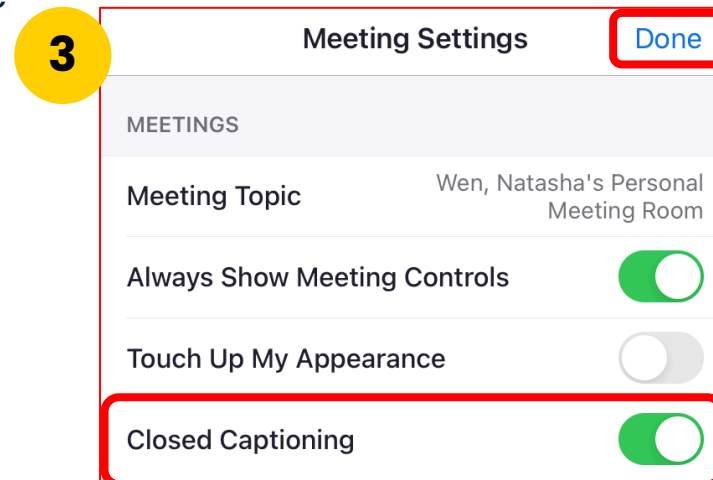 3
Meeting Settings
Done
MEETINGS
Meeting Topic
Wen, Natasha's Personal
Meeting Room
Always Show Meeting Controls
Touch Up My Appearance
Closed Captioning